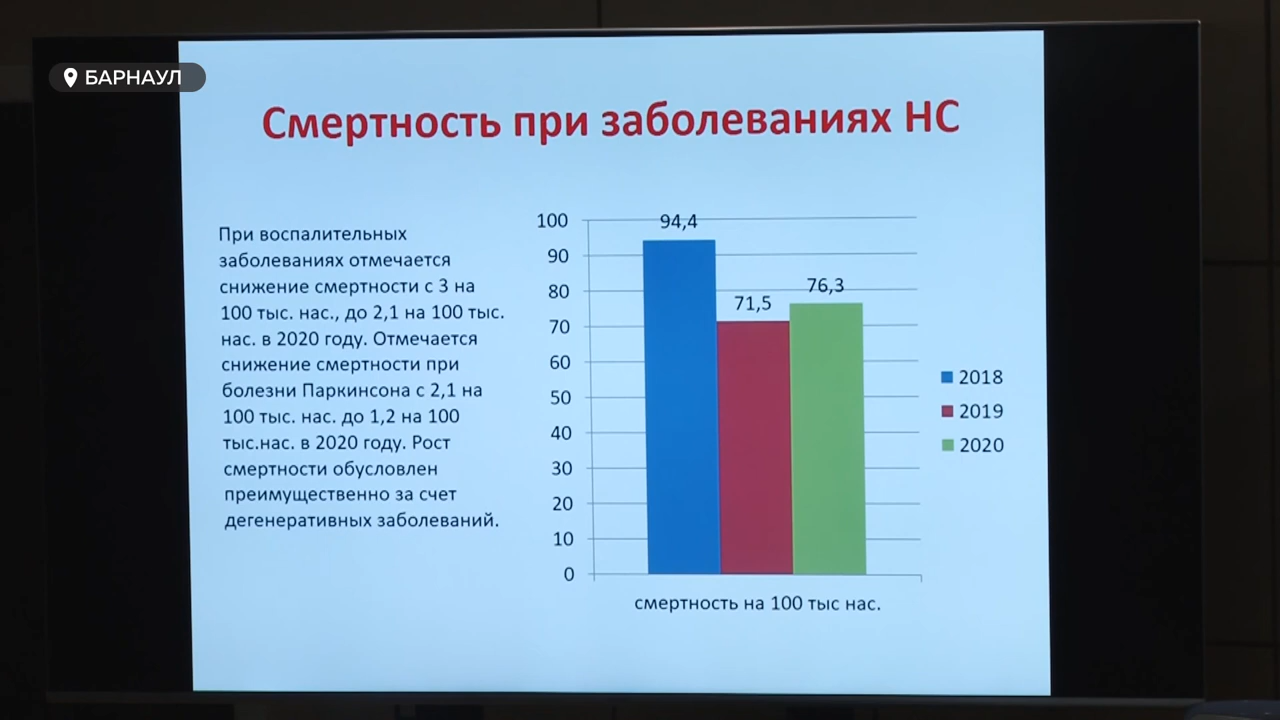 БАРНАУЛ
Смертность при заболеваниях НС
При воспалительных
заболеваниях отмечается
снижение смертности с 3 на
100 тыс. нас., до 2,1 на 100 тыс.
нас. в 2020 году. Отмечается
снижение смертности при
болезни Паркинсона с 2,1 на
100 тыс. нас. до 1,2 на 100
тыс.нас. в 2020 году. Рост
смертности обусловлен
преимущественно за счет
дегенеративных заболеваний.
100
90
80
70
60
50
40
30
20
10
0
94,4
71,5
76,3
смертность на 100 тыс нас.
2018
2019
2020